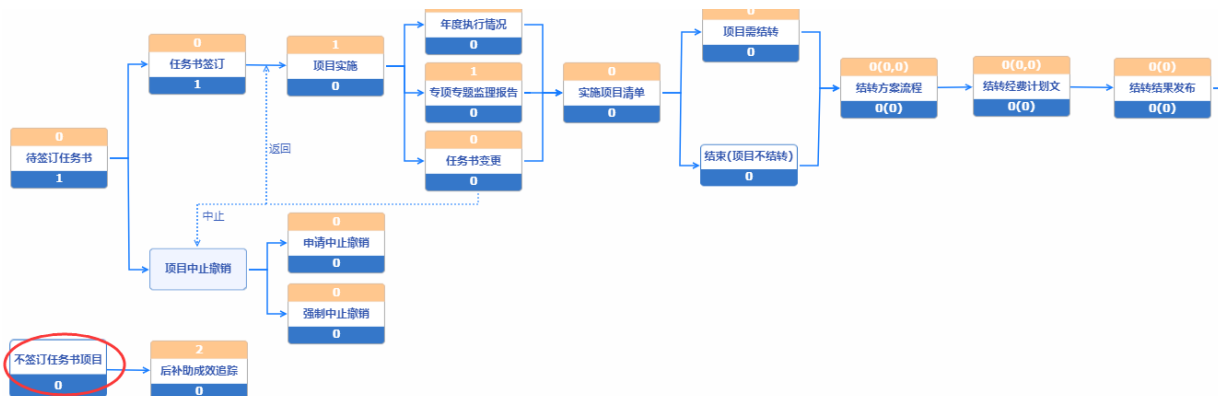 0
任务书签订
1
1
项目实施
0
年度执行情况
0
1
专项专题监理报告
0
0
任务书变更
0
0
实施项目清单
0
0
项目需结转
0
结束(项目不结转)
0
0(0,0)
结转方案流程
0(0)
0(0,0)
结转经费计划文
0(0)
0(0)
结转结果发布
0(0)
0
待签订任务书
1
返回
中止
项目中止撤销
0
申请中止撤销
0
0
强制中止撤销
0
不签订任务书项目
0
2
后补助成效追踪
0